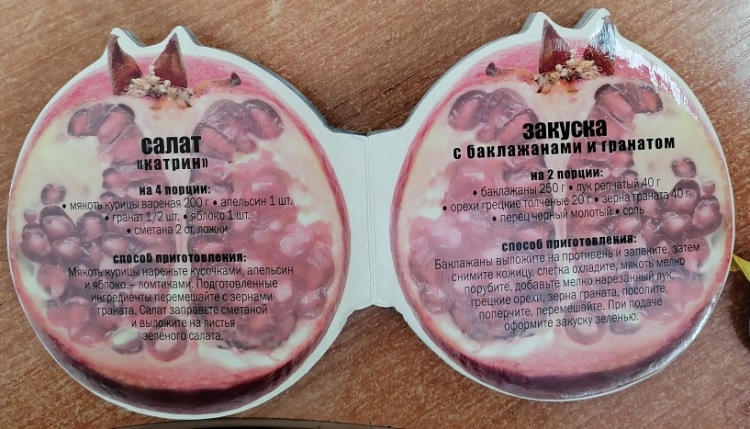 салат
„катрин"
на 4 порции:
• мякоть курицы вареная 200 г • апельсин 1 шт.
• гранат 1/2 шт. • яблоко 1 шт.
• сметана 2 ст. ложки
способ приготовления:
Мякоть курицы нарежьте кусочками, апельсин
и яблоко – ломтиками. Подготовленные
ингредиенты перемешайте с зернами
граната. Салат заправьте сметаной
и выложите на листья
зеленого салата.
закуска
с баклажанами и гранатом
на 2 порции:
• баклажаны 250 г • лук репчатый 40 г
• орехи грецкие толченые 20 г • зерна граната 40 г
• перец черный молотый • соль
способ приготовления:
Баклажаны выложите на противень и запеките, затем
снимите кожицу, слегка охладите, мякоть мелко
порубите, добавьте мелко нарезанный лук,
грецкие орехи, зерна граната, посолите,
поперчите, перемешайте. При подаче
оформите закуску зеленью.